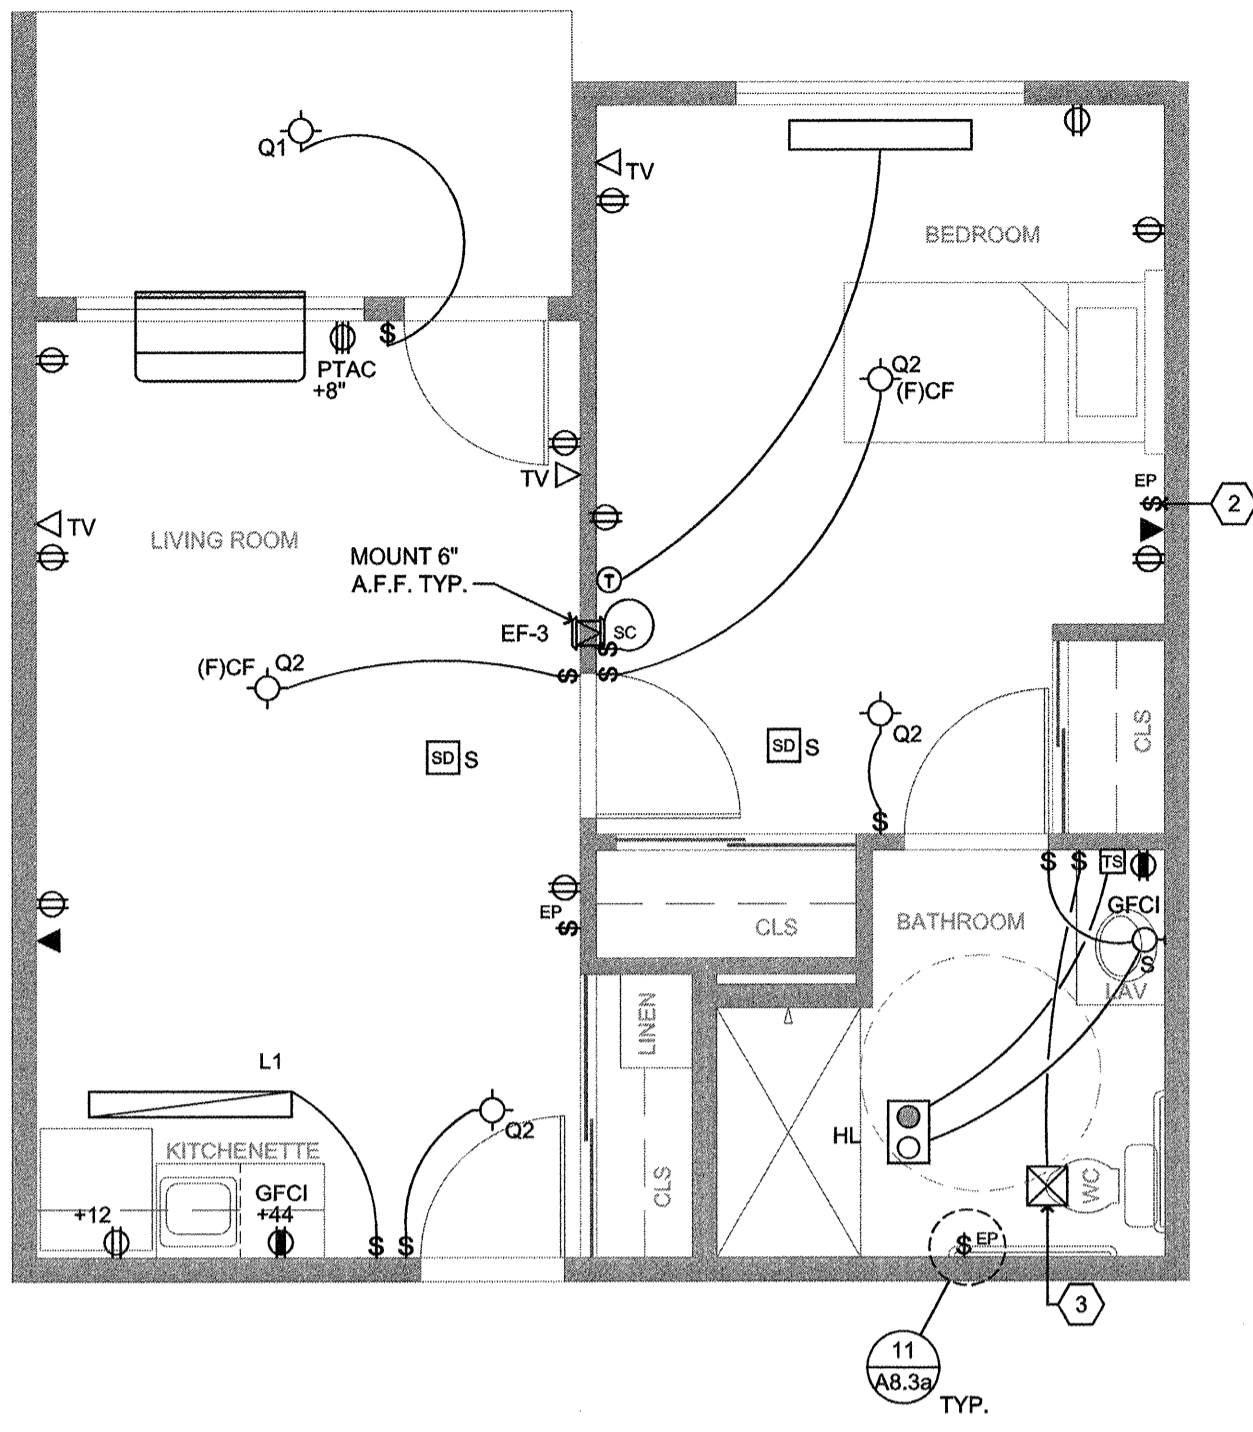 Q1
TV
BEDROOM
PTAC
+8"
Q2
(F)CF
TV
EP
$
2
TV
LIVING ROOM
MOUNT 6"
A.F.F. TYP.
T
EF-3
SC
$
(F)CF Q2
$ $
SD S
SD S
Q2
CLS
$
$
$ $ TS
GFCI
EP
$
CLS
BATHROOM
$
LAV
LINEN
L1
Q2
HL
KITCHENETTE
GFCI
+44
+12
CLS
WC
$ $
$ EP
3
11
A8.3a
TYP.